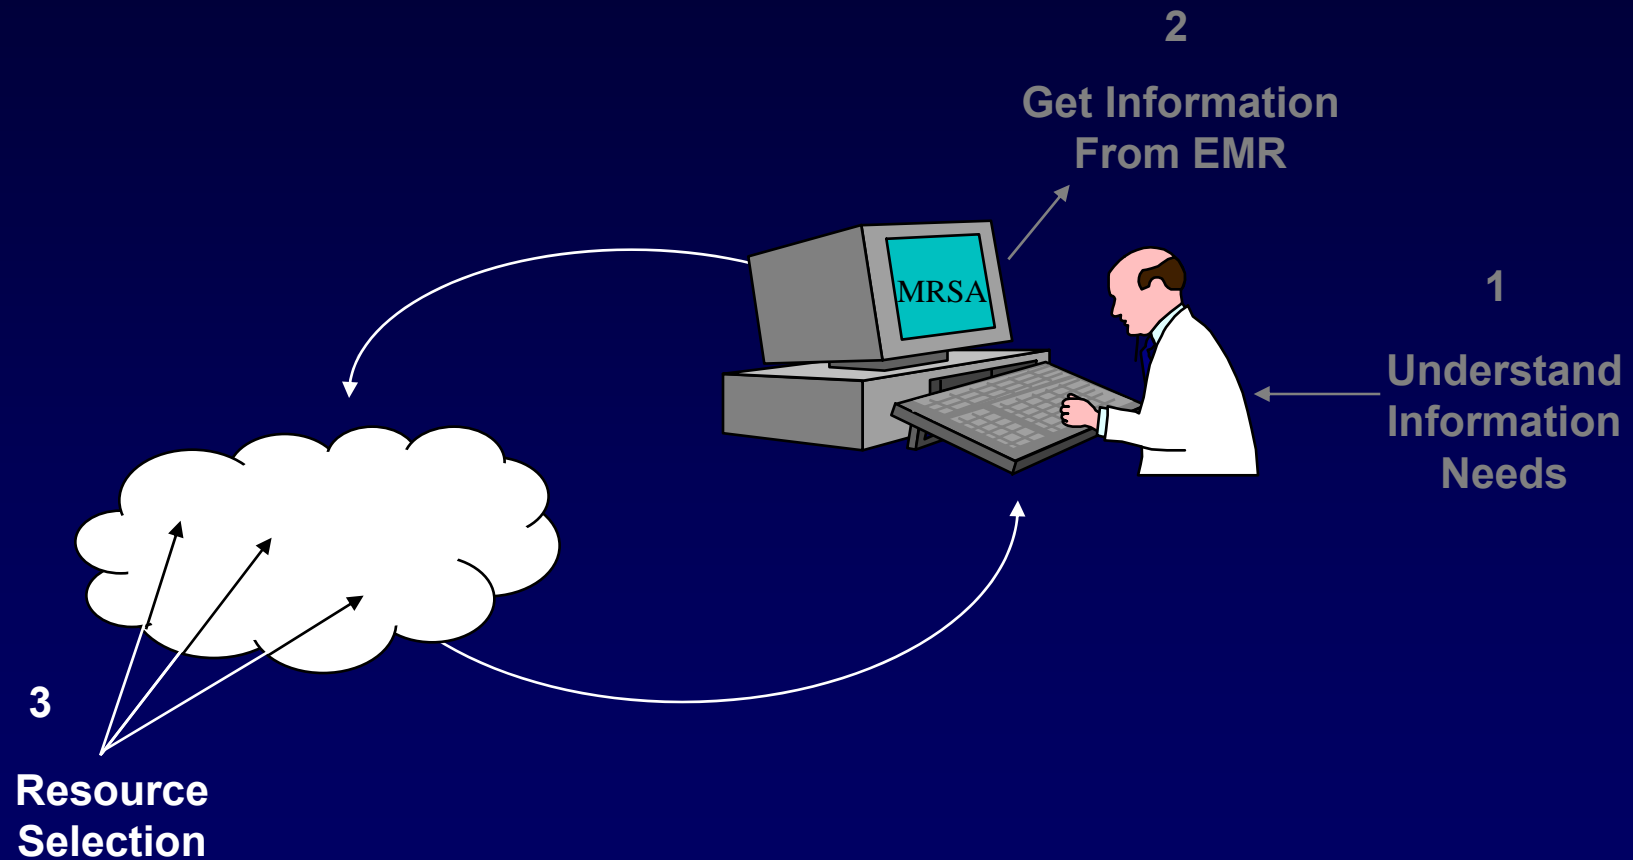 2
Get Information
From EMR
MRSA
1
Understand
Information
Needs
3
Resource
Selection